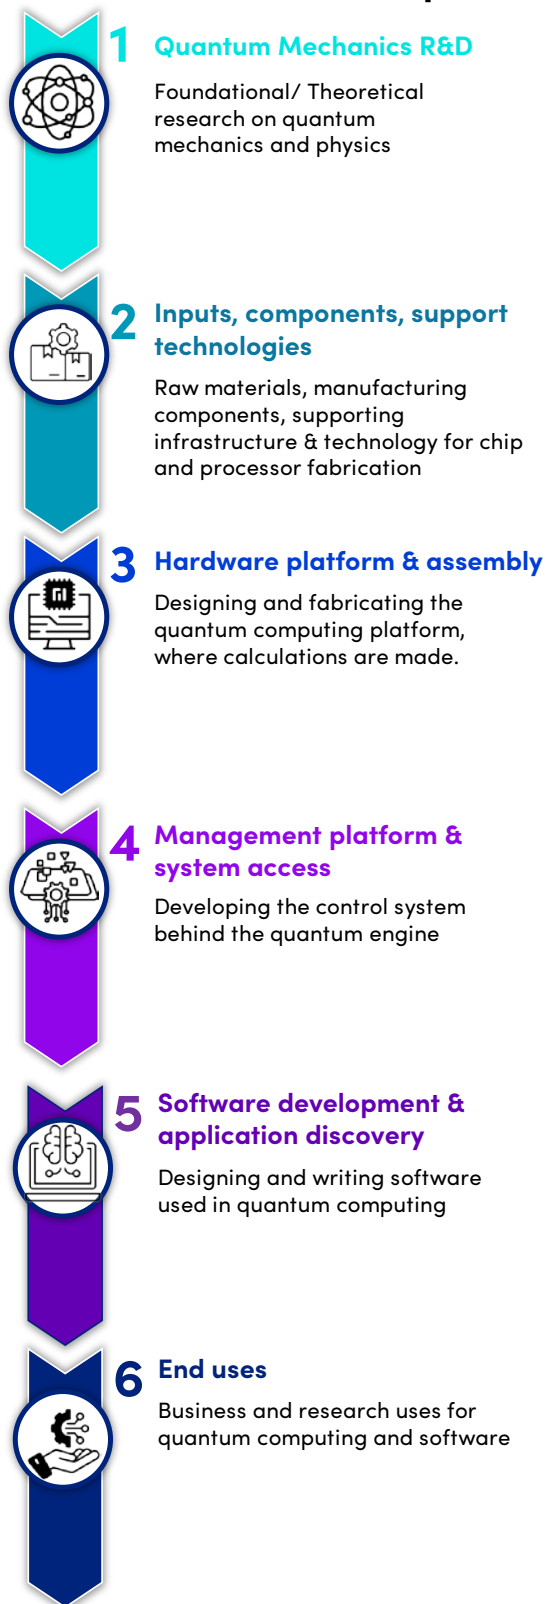 1
Quantum Mechanics R&D
Foundational/ Theoretical
research on quantum
mechanics and physics
2
Inputs, components, support
technologies
Raw materials, manufacturing
components, supporting
infrastructure & technology for chip
and processor fabrication
3
Hardware platform & assembly
Designing and fabricating the
quantum computing platform,
where calculations are made.
4
Management platform &
system access
Developing the control system
behind the quantum engine
5
Software development &
application discovery
Designing and writing software
used in quantum computing
6
End uses
Business and research uses for
quantum computing and software